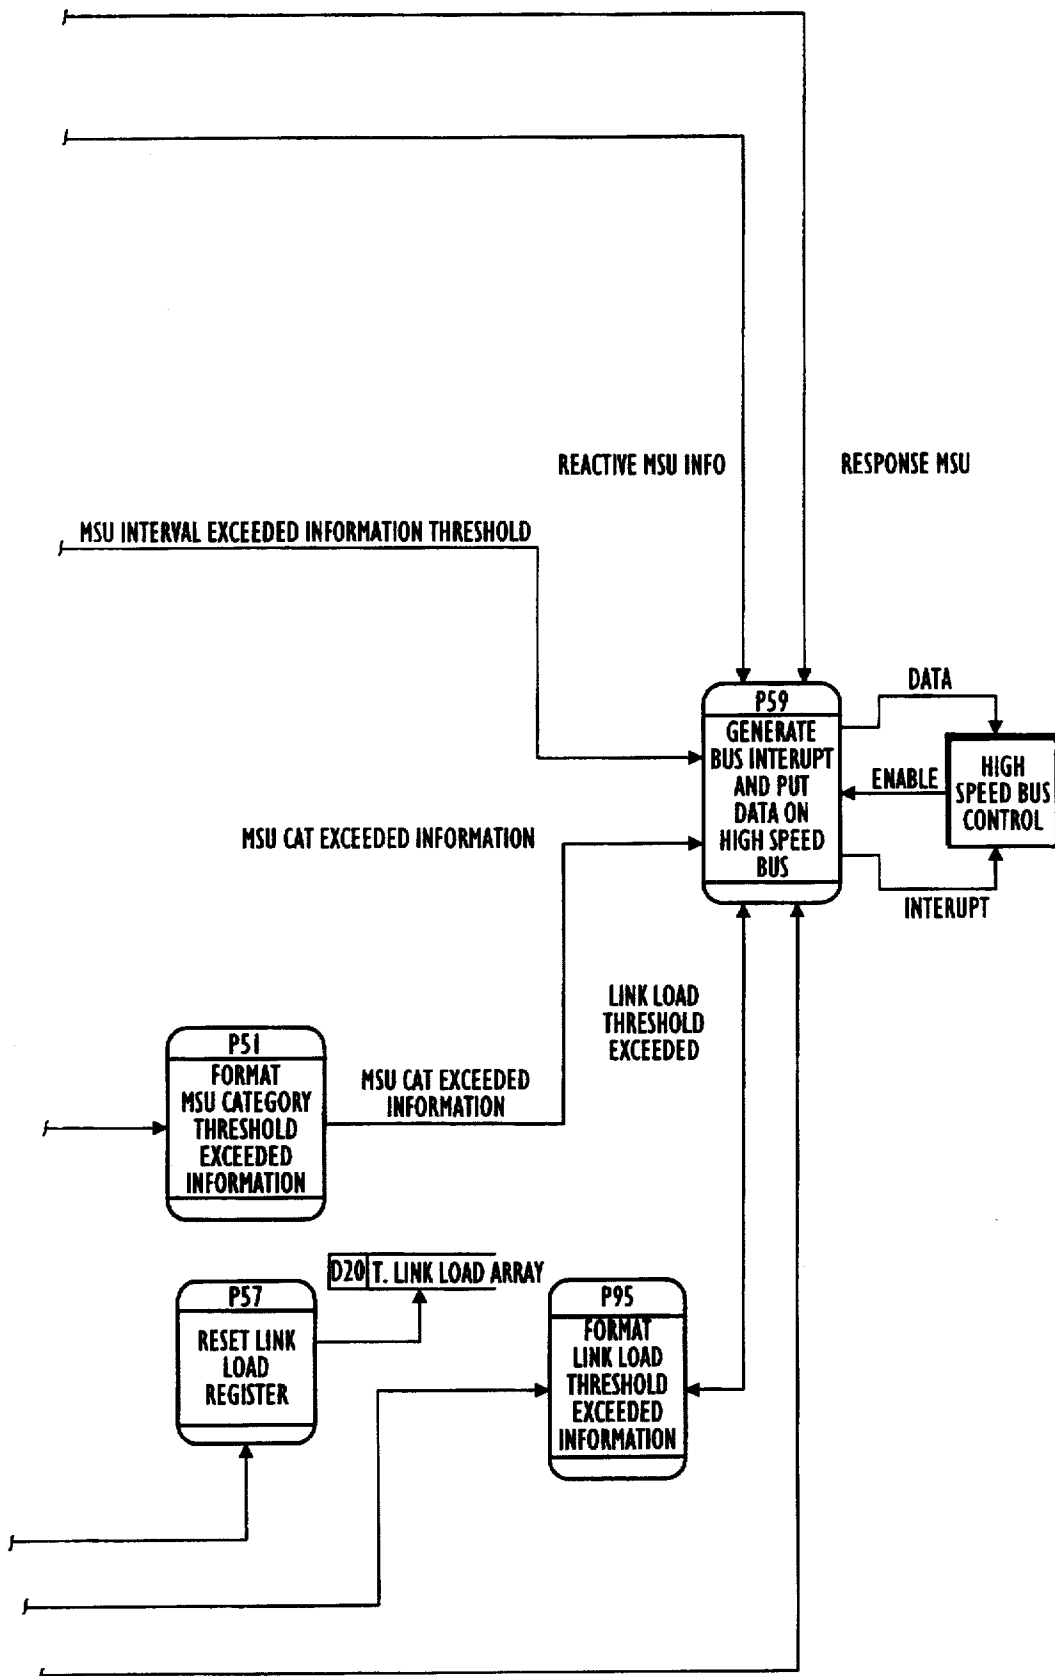 REACTIVE MSU INFO
RESPONSE MSU
MSU INTERVAL EXCEEDED INFORMATION THRESHOLD
P59
GENERATE
BUS INTERUPT
AND PUT
DATA ON
HIGH SPEED
BUS
DATA
ENABLE
HIGH
SPEED BUS
CONTROL
INTERUPT
MSU CAT EXCEEDED INFORMATION
LINK LOAD
THRESHOLD
EXCEEDED
P51
FORMAT
MSU CATEGORY
THRESHOLD
EXCEEDED
INFORMATION
MSU CAT EXCEEDED
INFORMATION
D20 T. LINK LOAD ARRAY
P57
RESET LINK
LOAD
REGISTER
P95
FORMAT
LINK LOAD
THRESHOLD
EXCEEDED
INFORMATION